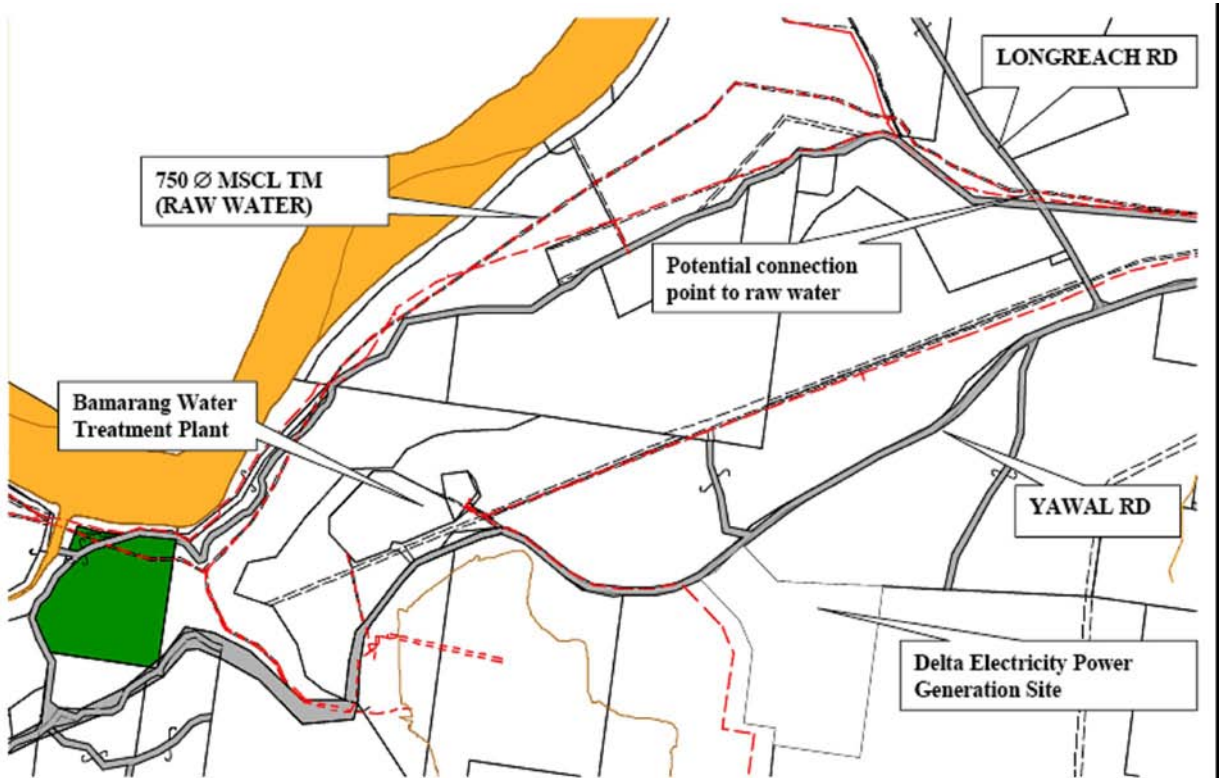 LONGREACH RD
750 Ø MSCL TM
(RAW WATER)
Potential connection
point to raw water
Bamarang Water
Treatment Plant
YAWAL RD
Delta Electricity Power
Generation Site